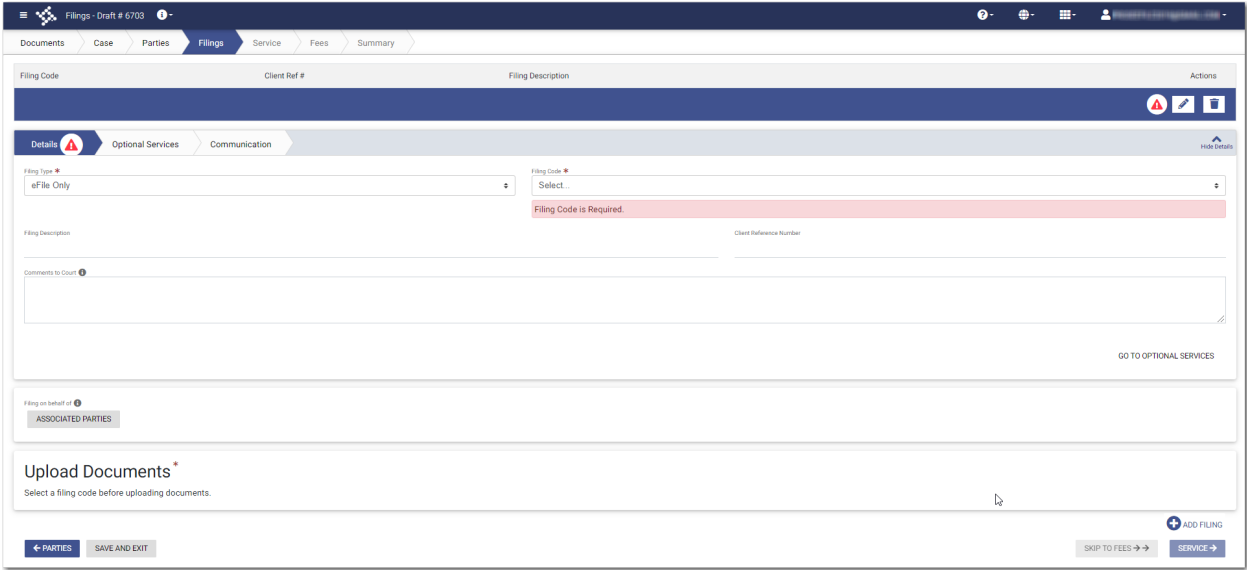 Filings - Draft # 6703
Documents Case Parties Filings Service Fees Summary
Filing Code Client Ref # Filing Description Actions
Details Optional Services Communication Hide Details
Filing Type * Filing Code *
eFile Only Select...
Filing Code is Required.
Filing Description Client Reference Number
Comments to Court
GO TO OPTIONAL SERVICES
Filing on behalf of
ASSOCIATED PARTIES
Upload Documents*
Select a filing code before uploading documents.
ADD FILING
PARTIES SAVE AND EXIT SKIP TO FEES SERVICE